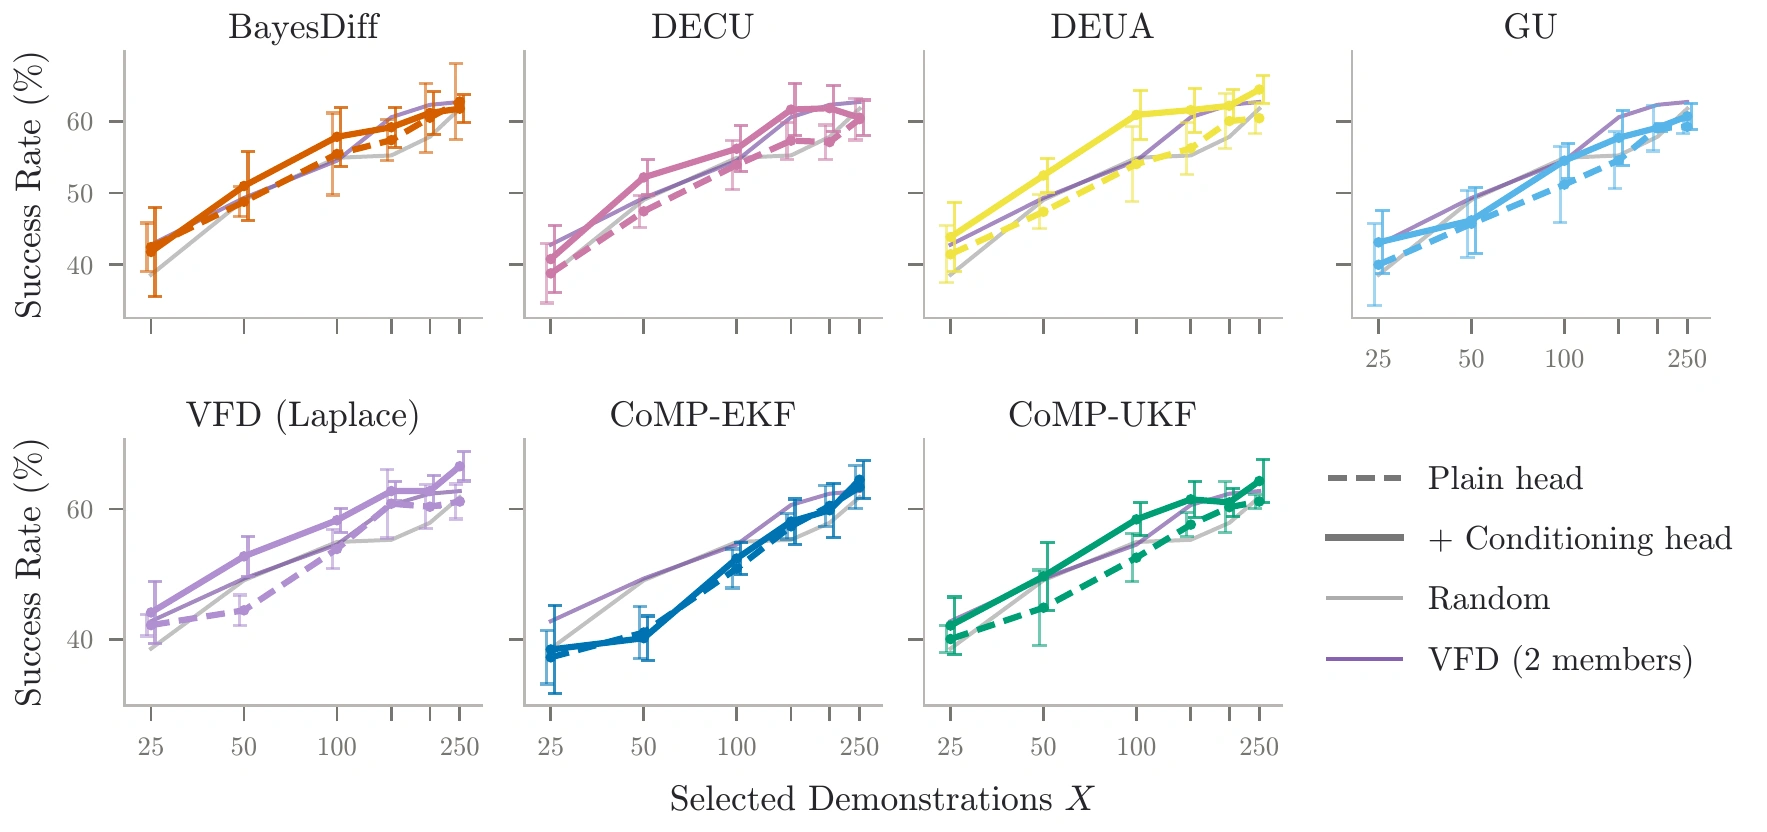 BayesDiff
DECU
DEUA
GU
Success Rate (%)
60
50
40
25 50 100 250
VFD (Laplace)
CoMP-EKF
CoMP-UKF
Success Rate (%)
60
40
25 50 100 250
25 50 100 250
25 50 100 250
Plain head
+ Conditioning head
Random
VFD (2 members)
Selected Demonstrations X